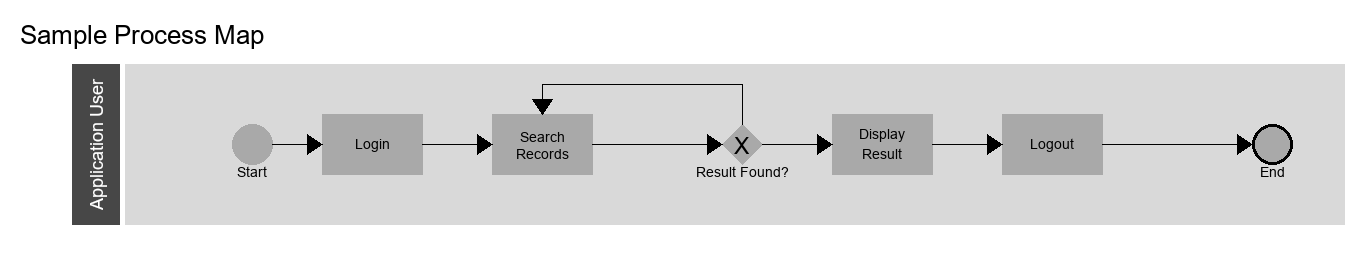 Sample Process Map
Application User
Login
Search
Records
X
Result Found?
Display
Result
Logout
Start
End